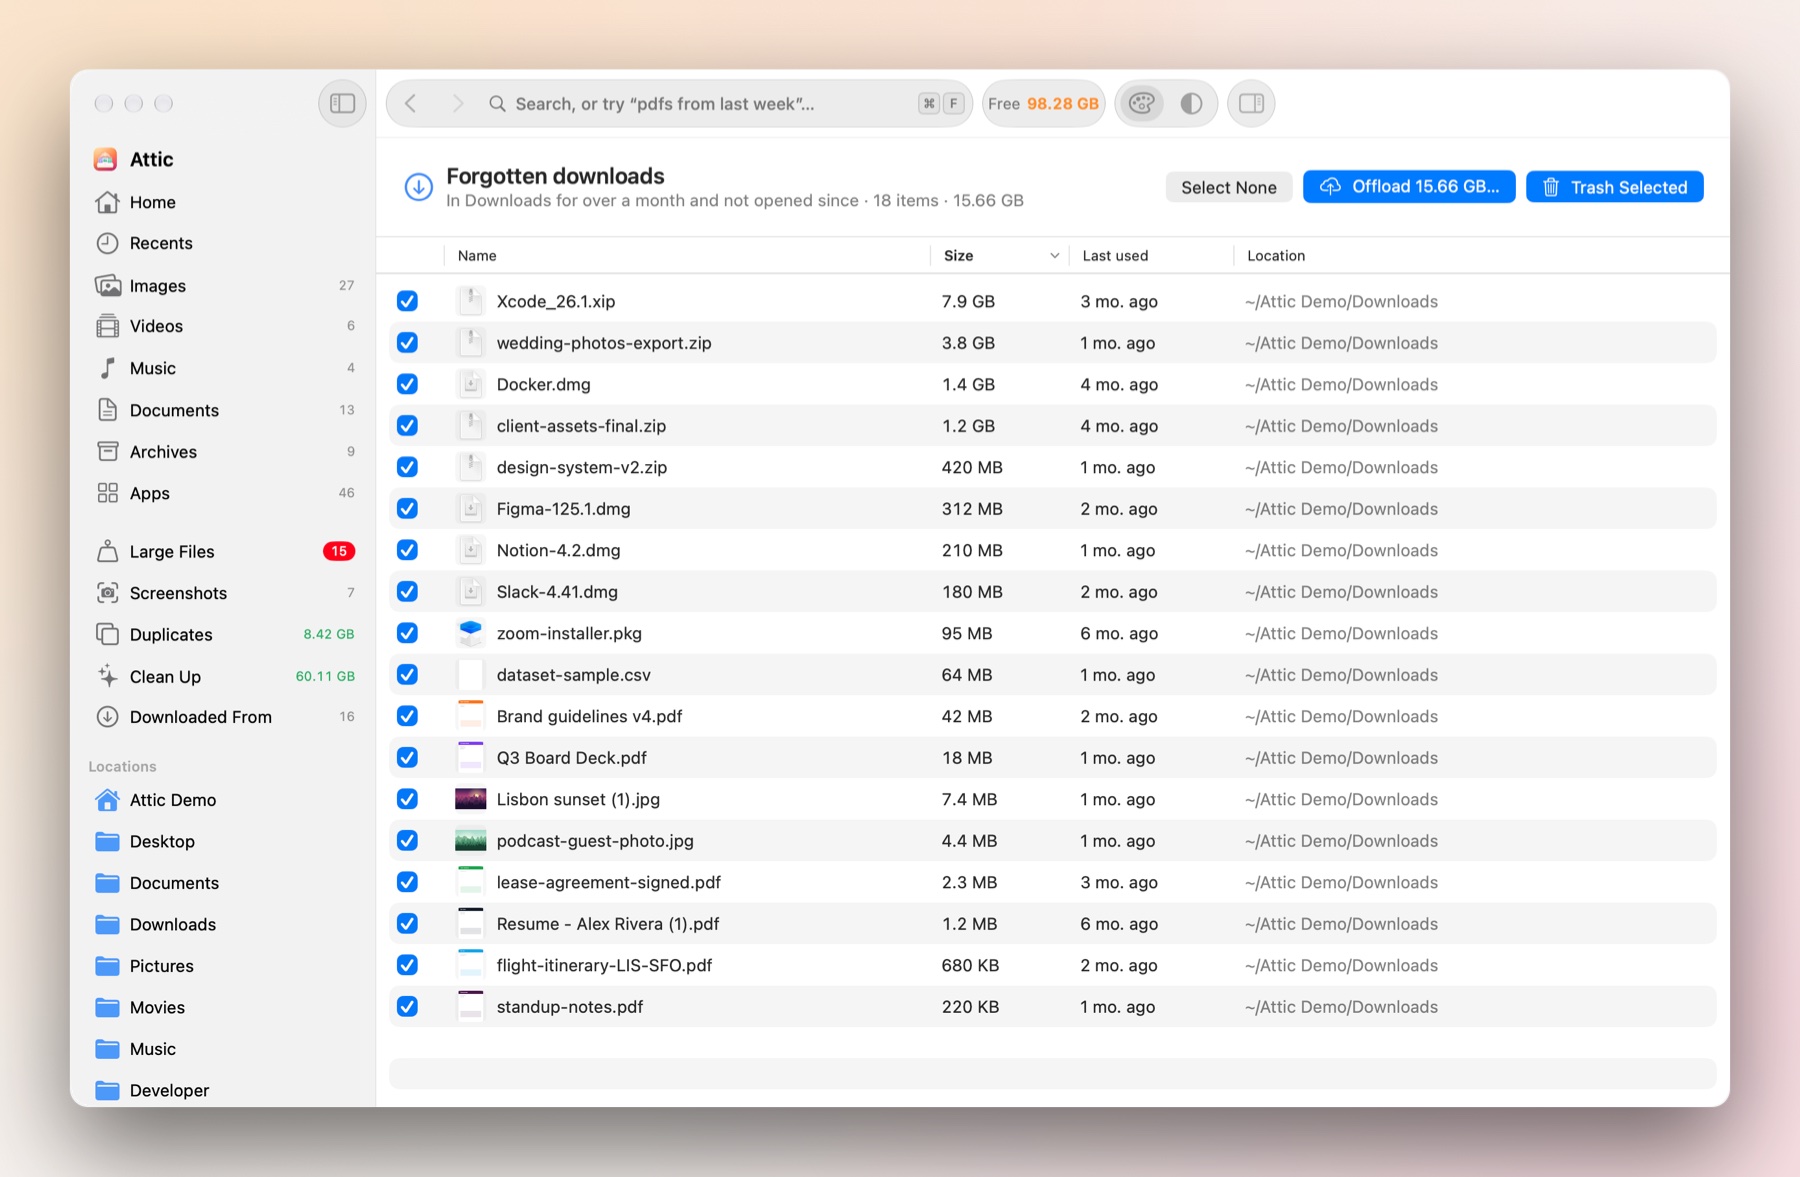 Search, or try “pdfs from last week”...
⌘ F
Free 98.28 GB
Attic
Home
Recents
Images 27
Videos 6
Music 4
Documents 13
Archives 9
Apps 46
Large Files 15
Screenshots 7
Duplicates 8.42 GB
Clean Up 60.11 GB
Downloaded From 16
Locations
Attic Demo
Desktop
Documents
Downloads
Pictures
Movies
Music
Developer
Forgotten downloads
In Downloads for over a month and not opened since · 18 items · 15.66 GB
Select None
Offload 15.66 GB...
Trash Selected
Name Size Last used Location
Xcode_26.1.xip 7.9 GB 3 mo. ago ~/Attic Demo/Downloads
wedding-photos-export.zip 3.8 GB 1 mo. ago ~/Attic Demo/Downloads
Docker.dmg 1.4 GB 4 mo. ago ~/Attic Demo/Downloads
client-assets-final.zip 1.2 GB 4 mo. ago ~/Attic Demo/Downloads
design-system-v2.zip 420 MB 1 mo. ago ~/Attic Demo/Downloads
Figma-125.1.dmg 312 MB 2 mo. ago ~/Attic Demo/Downloads
Notion-4.2.dmg 210 MB 1 mo. ago ~/Attic Demo/Downloads
Slack-4.41.dmg 180 MB 2 mo. ago ~/Attic Demo/Downloads
zoom-installer.pkg 95 MB 6 mo. ago ~/Attic Demo/Downloads
dataset-sample.csv 64 MB 1 mo. ago ~/Attic Demo/Downloads
Brand guidelines v4.pdf 42 MB 2 mo. ago ~/Attic Demo/Downloads
Q3 Board Deck.pdf 18 MB 1 mo. ago ~/Attic Demo/Downloads
Lisbon sunset (1).jpg 7.4 MB 1 mo. ago ~/Attic Demo/Downloads
podcast-guest-photo.jpg 4.4 MB 1 mo. ago ~/Attic Demo/Downloads
lease-agreement-signed.pdf 2.3 MB 3 mo. ago ~/Attic Demo/Downloads
Resume - Alex Rivera (1).pdf 1.2 MB 6 mo. ago ~/Attic Demo/Downloads
flight-itinerary-LIS-SFO.pdf 680 KB 2 mo. ago ~/Attic Demo/Downloads
standup-notes.pdf 220 KB 1 mo. ago ~/Attic Demo/Downloads